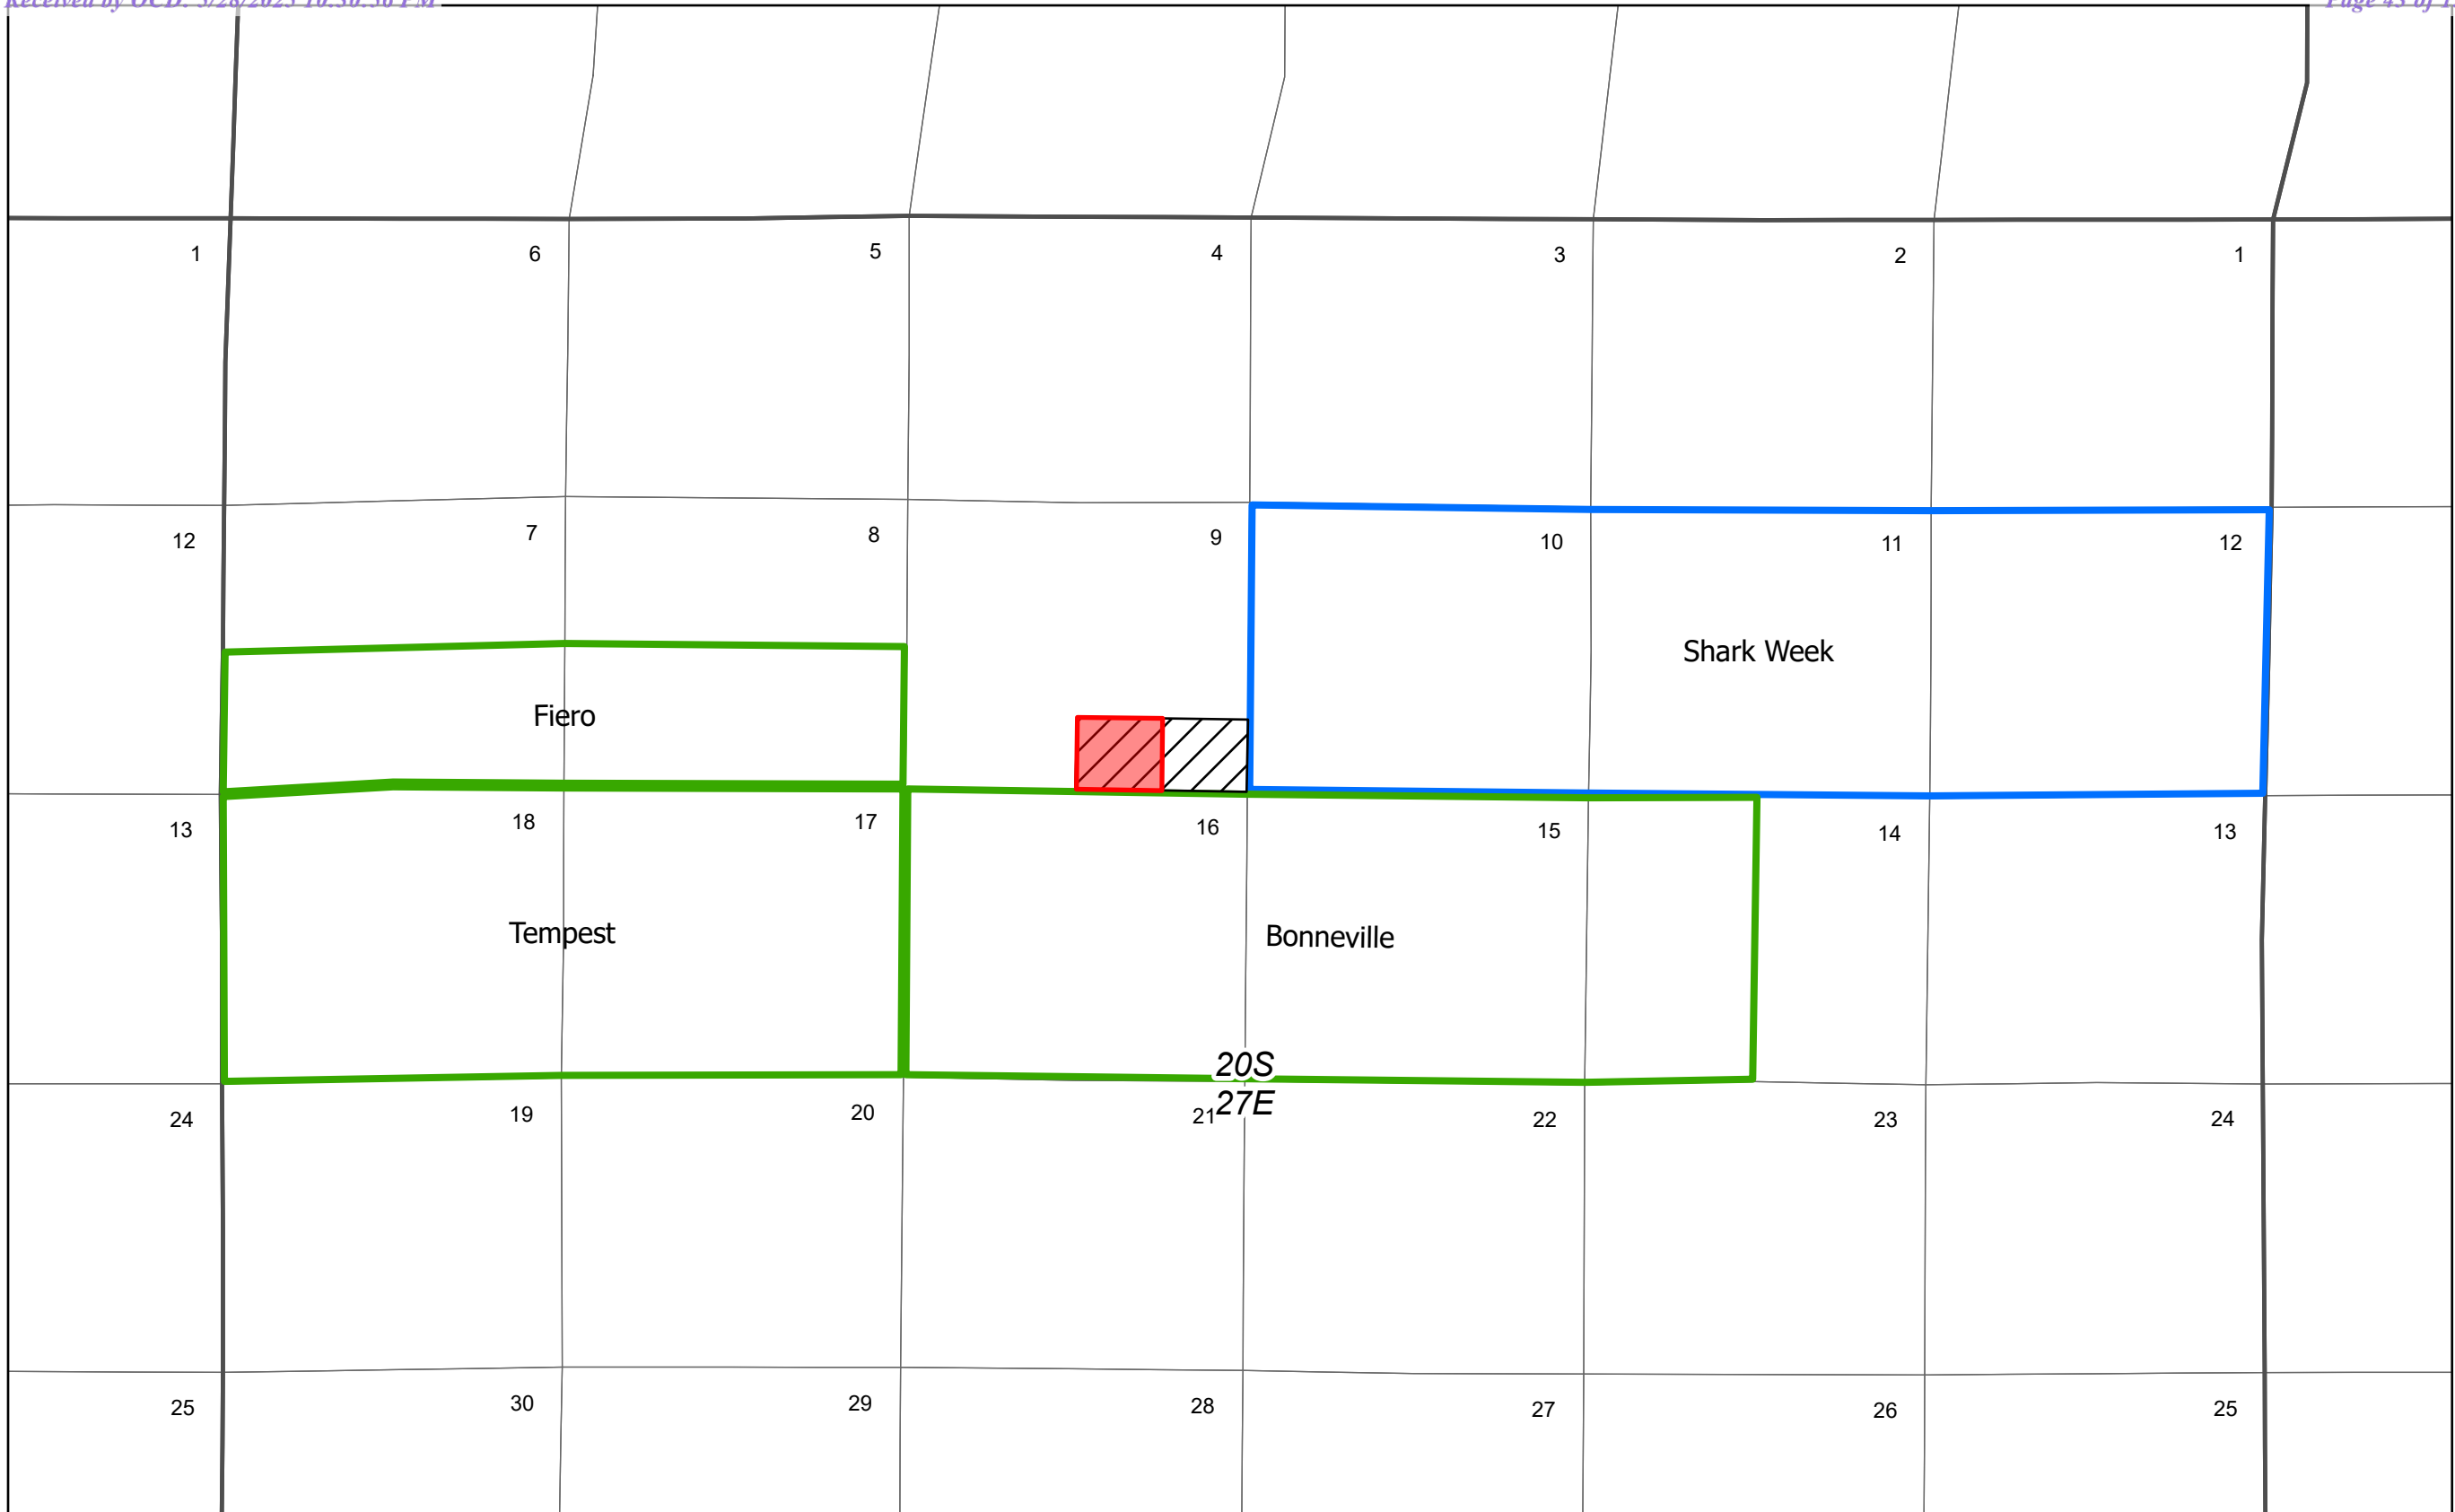 1 6 5 4 3 2 1
12 7 8 9 10 11 12
Shark Week
Fiero
13 18 17 16 15 14 13
Tempest Bonneville
20S
27E
24 19 20 21 22 23 24
25 30 29 28 27 26 25